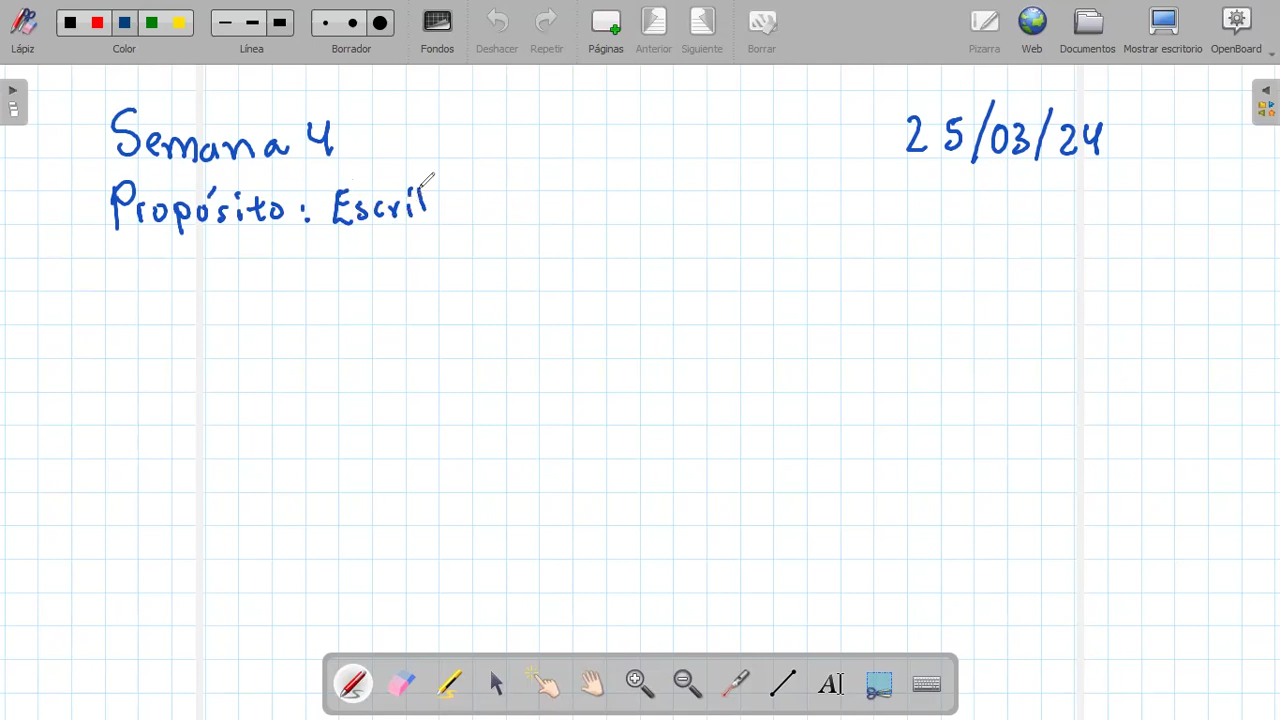 Lápiz Color Línea Borrador Fondos Deshacer Repetir Páginas Anterior Siguiente Borrar Pizarra Web Documentos Mostrar escritorio OpenBoard
Semana 4 25/03/24
Propósito: Escri